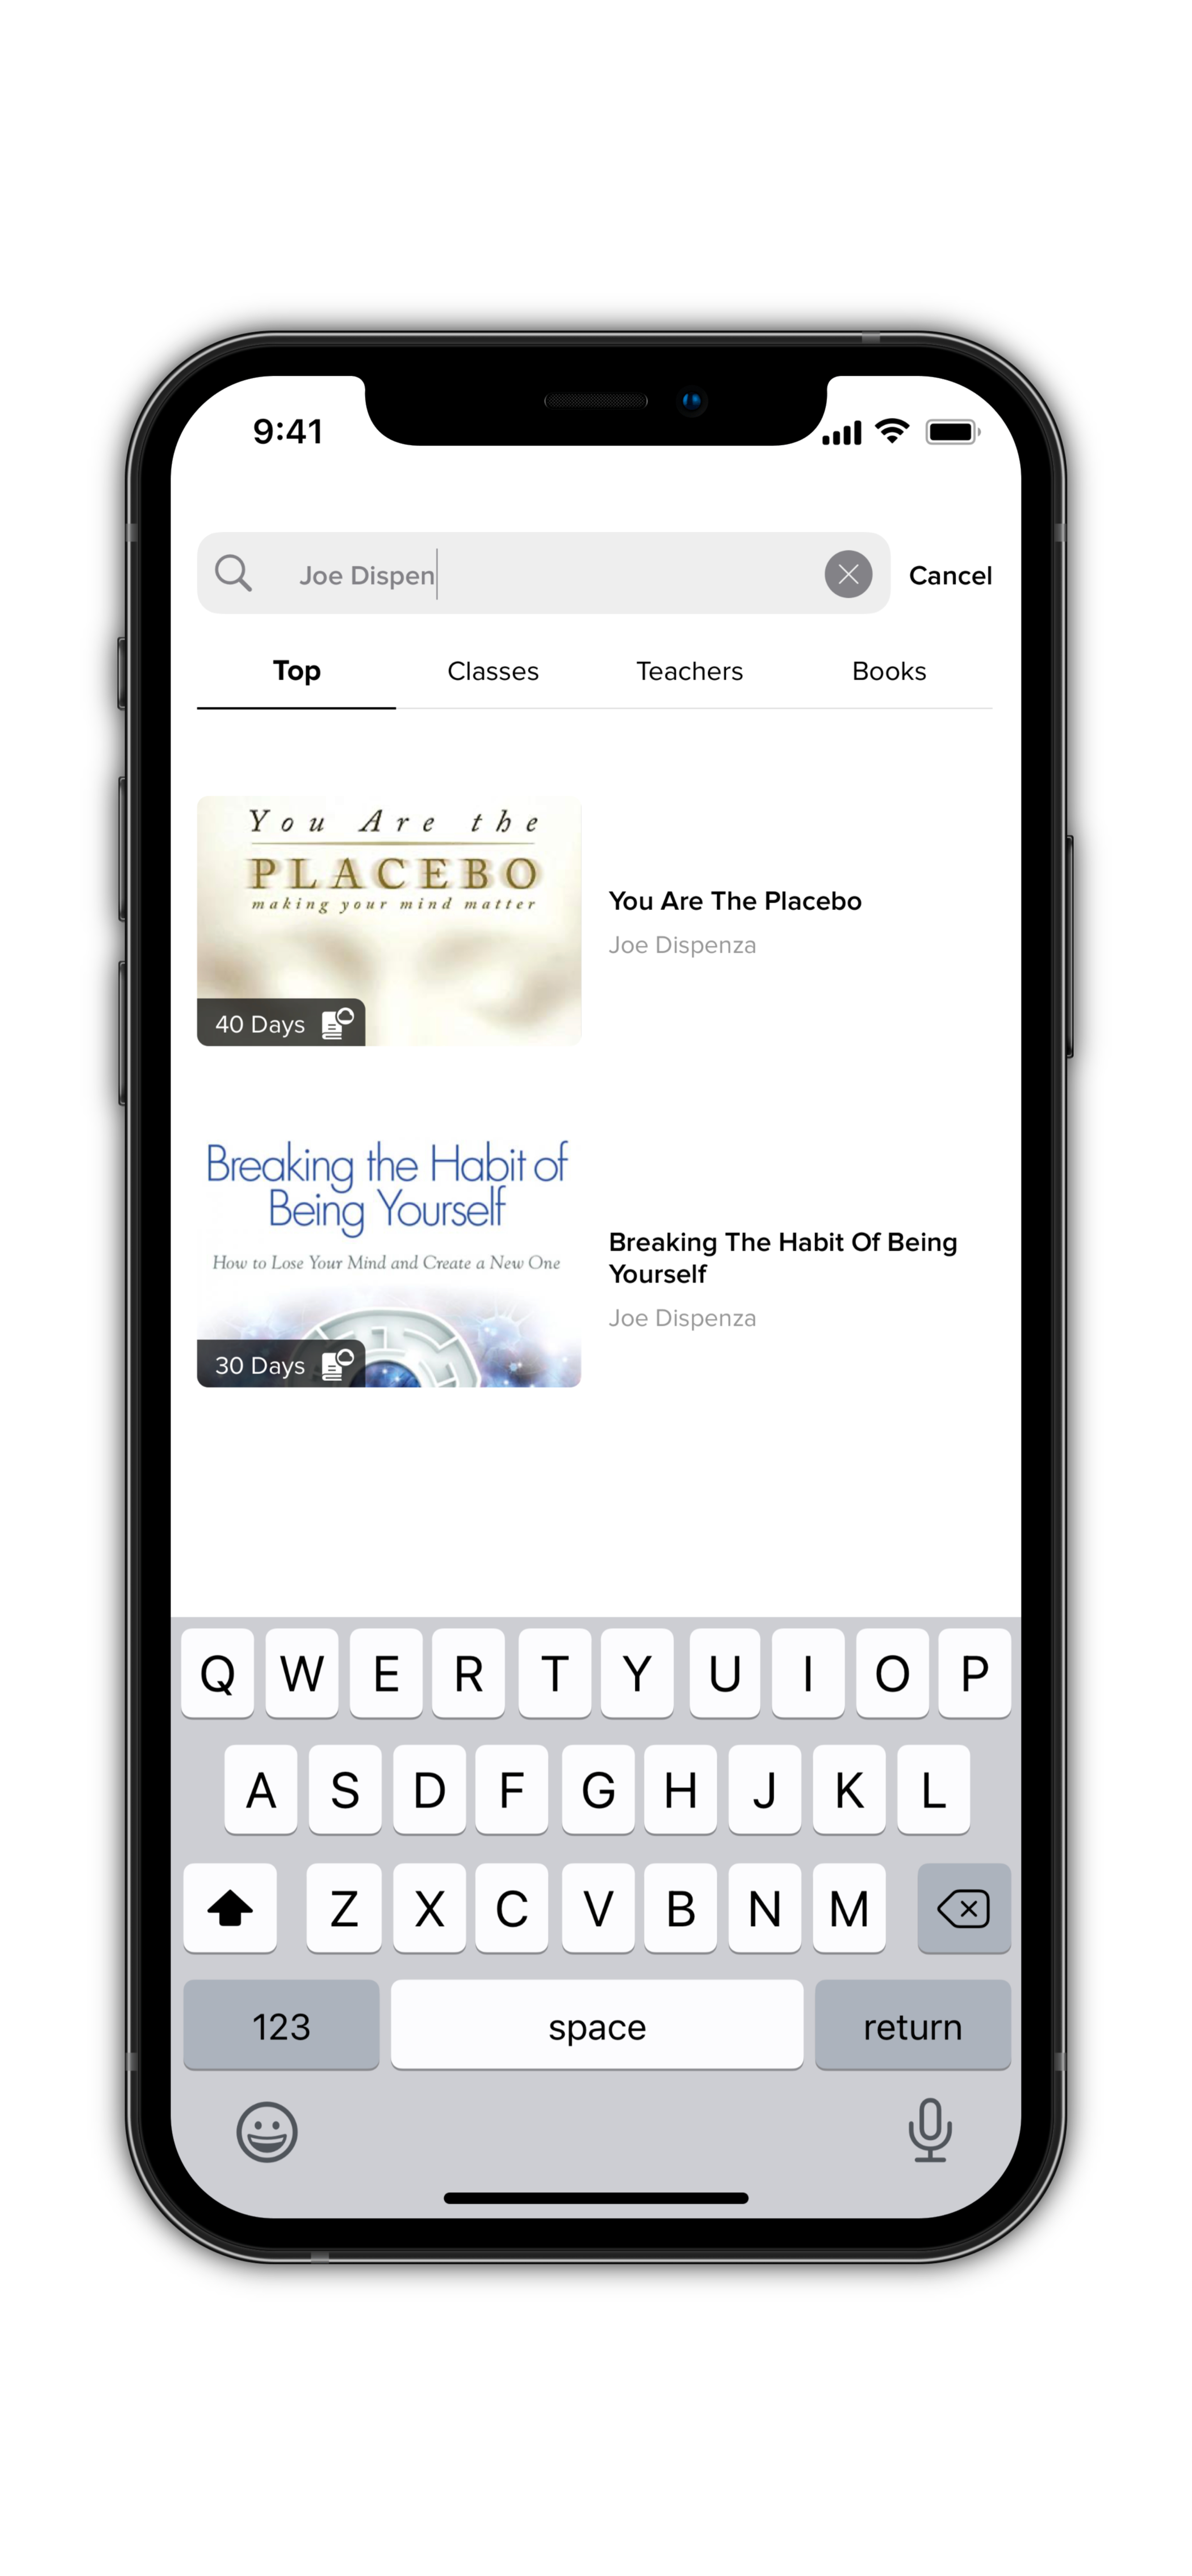 9:41
Joe Dispen
Cancel
Top Classes Teachers Books
You Are the
PLACEBO
making your mind matter
40 Days
You Are The Placebo
Joe Dispenza
Breaking the Habit of
Being Yourself
How to Lose Your Mind and Create a New One
30 Days
Breaking The Habit Of Being
Yourself
Joe Dispenza
Q W E R T Y U I O P
A S D F G H J K L
Z X C V B N M
123 space return